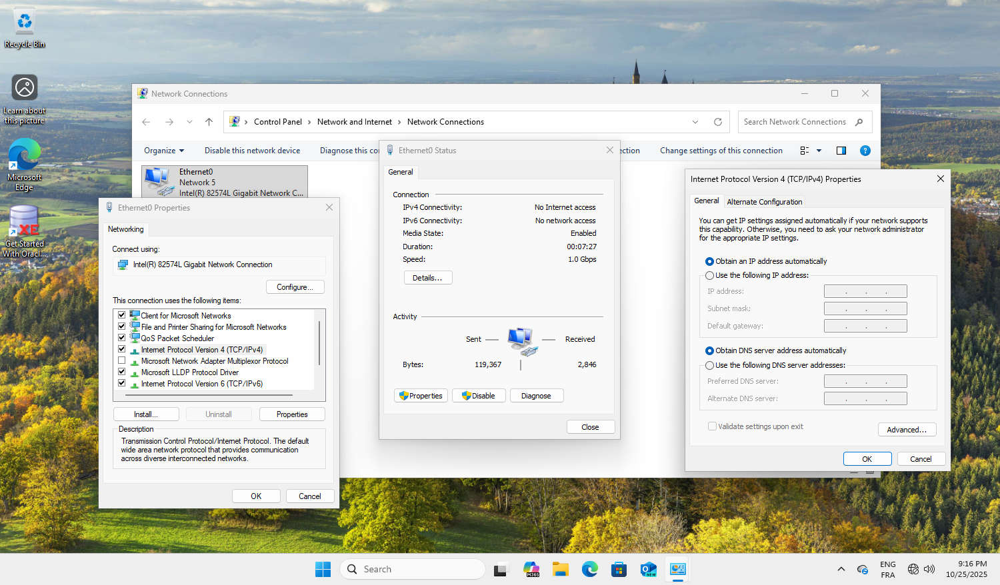 Recycle Bin
Learn about
this picture
Microsoft
Edge
XE
Get Started
With Oracl...
Network Connections
Control Panel
Network and Internet
Network Connections
Search Network Connections
Organize
Disable this network device
Diagnose this co
ection
Change settings of this connection
?
Ethernet0
Network 5
Intel(R) 82574L Gigabit Network C...
Ethernet0 Properties
Networking
Connect using:
Intel(R) 82574L Gigabit Network Connection
Configure...
This connection uses the following items:
Client for Microsoft Networks
File and Printer Sharing for Microsoft Networks
QoS Packet Scheduler
Internet Protocol Version 4 (TCP/IPv4)
Microsoft Network Adapter Multiplexor Protocol
Microsoft LLDP Protocol Driver
Internet Protocol Version 6 (TCP/IPv6)
Install...
Uninstall
Properties
Description
Transmission Control Protocol/Internet Protocol. The default
wide area network protocol that provides communication
across diverse interconnected networks.
OK
Cancel
Ethernet0 Status
General
Connection
IPv4 Connectivity: No Internet access
IPv6 Connectivity: No network access
Media State: Enabled
Duration: 00:07:27
Speed: 1.0 Gbps
Details...
Activity
Sent
Received
Bytes: 119,367 2,846
Properties
Disable
Diagnose
Close
Internet Protocol Version 4 (TCP/IPv4) Properties
General
Alternate Configuration
You can get IP settings assigned automatically if your network supports
this capability. Otherwise, you need to ask your network administrator
for the appropriate IP settings.
Obtain an IP address automatically
Use the following IP address:
IP address:
Subnet mask:
Default gateway:
Obtain DNS server address automatically
Use the following DNS server addresses:
Preferred DNS server:
Alternate DNS server:
Validate settings upon exit
Advanced...
OK
Cancel
Search
M365
NEW
ENG
FRA
9:16 PM
10/25/2025